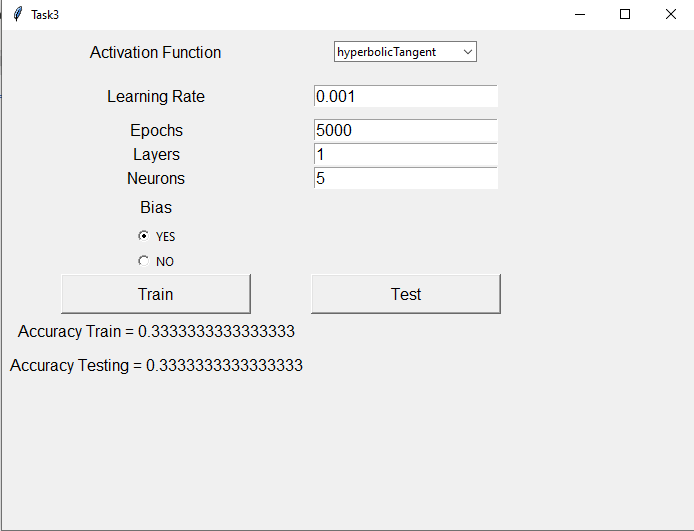 Task3
Activation Function hyperbolicTangent
Learning Rate 0.001
Epochs 5000
Layers 1
Neurons 5
Bias
YES
NO
Train Test
Accuracy Train = 0.3333333333333333
Accuracy Testing = 0.3333333333333333